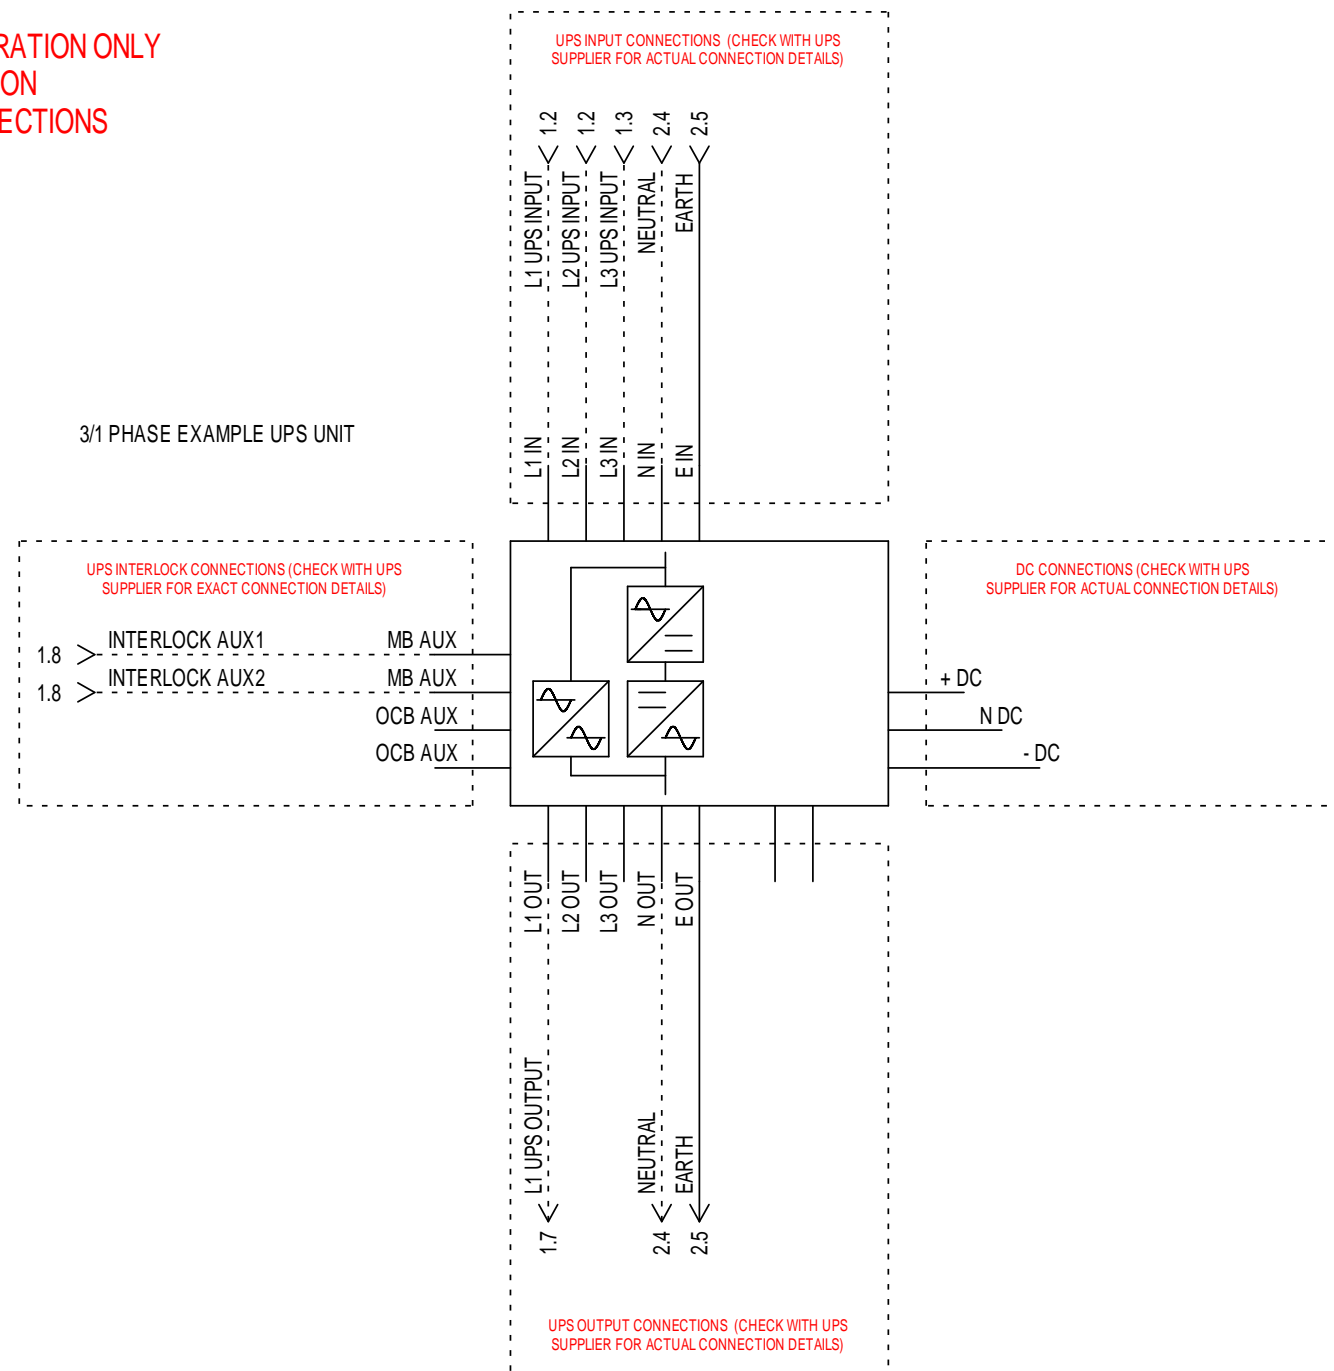 RATION ONLY
ON
ECTIONS
UPS INPUT CONNECTIONS (CHECK WITH UPS
SUPPLIER FOR ACTUAL CONNECTION DETAILS)
1.2
1.2
1.3
2.4
2.5
L1 UPS INPUT
L2 UPS INPUT
L3 UPS INPUT
NEUTRAL
EARTH
3/1 PHASE EXAMPLE UPS UNIT
L1 IN
L2 IN
L3 IN
N IN
E IN
UPS INTERLOCK CONNECTIONS (CHECK WITH UPS
SUPPLIER FOR EXACT CONNECTION DETAILS)
1.8
INTERLOCK AUX1
MB AUX
1.8
INTERLOCK AUX2
MB AUX
OCB AUX
OCB AUX
DC CONNECTIONS (CHECK WITH UPS
SUPPLIER FOR ACTUAL CONNECTION DETAILS)
+ DC
N DC
- DC
L1 OUT
L2 OUT
L3 OUT
N OUT
E OUT
L1 UPS OUTPUT
NEUTRAL
EARTH
1.7
2.4
2.5
UPS OUTPUT CONNECTIONS (CHECK WITH UPS
SUPPLIER FOR ACTUAL CONNECTION DETAILS)